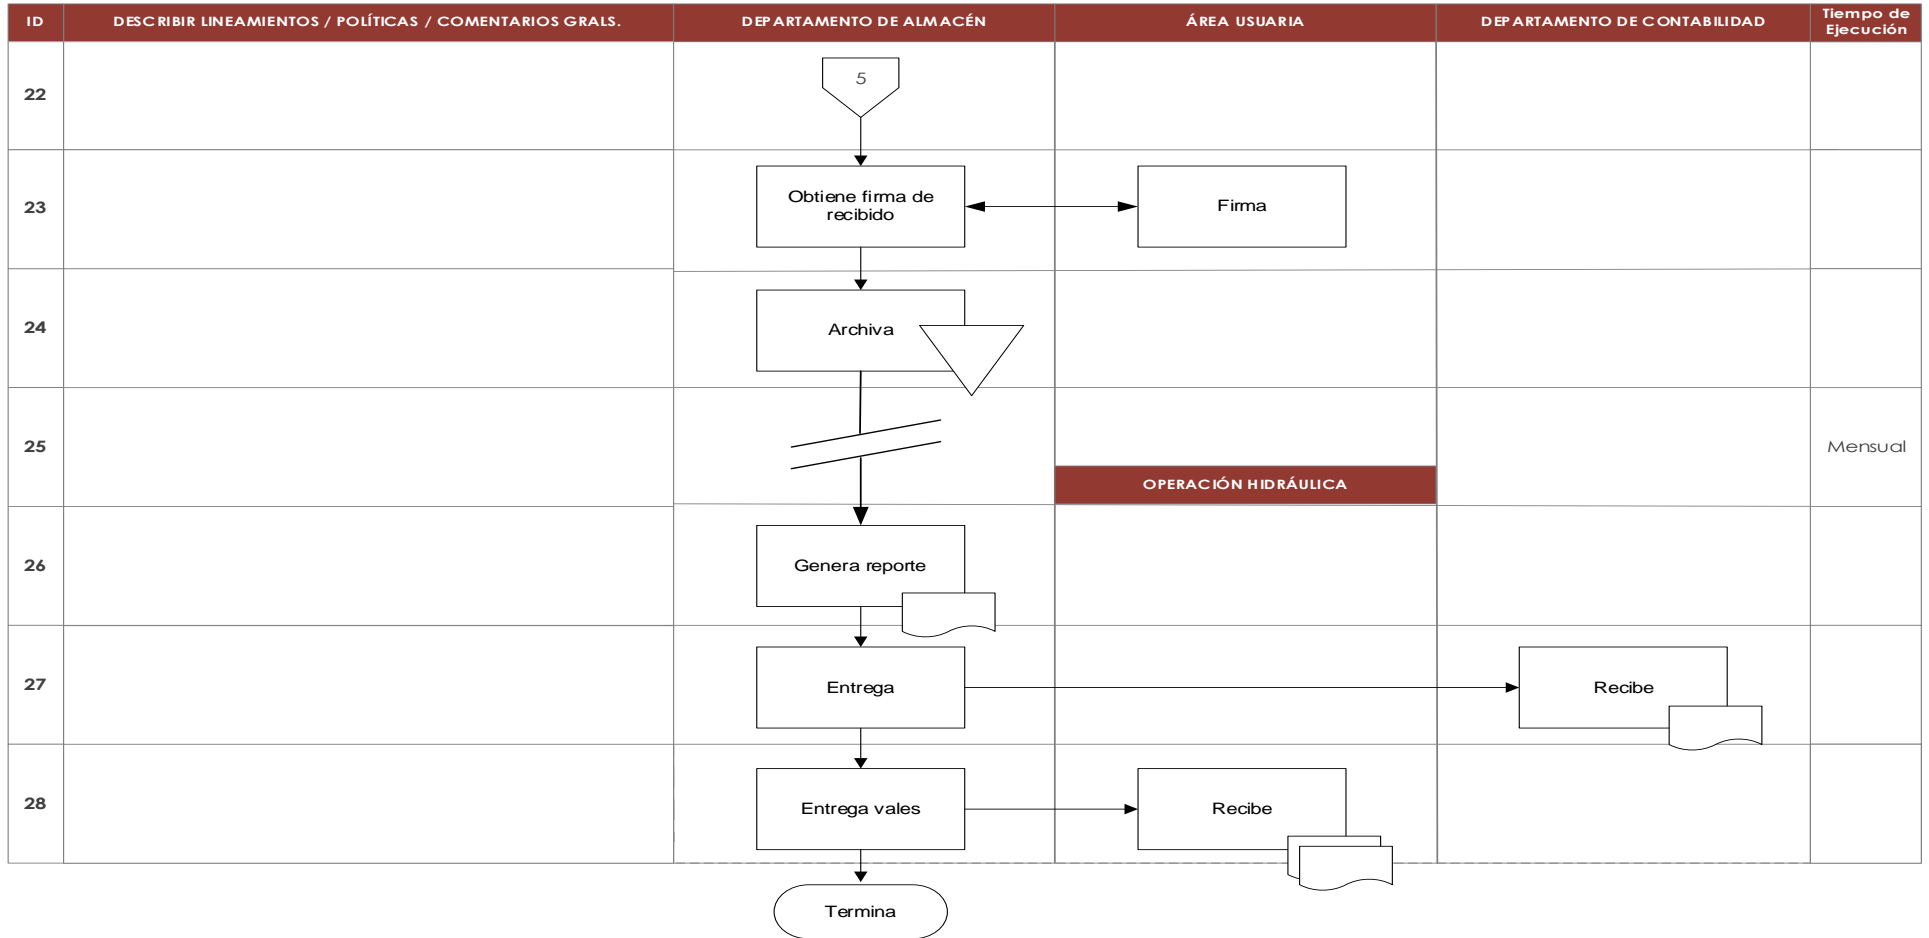 ID
DESCRIBIR LINEAMIENTOS / POLÍTICAS / COMENTARIOS GRALS.
DEPARTAMENTO DE ALMACÉN
ÁREA USUARIA
DEPARTAMENTO DE CONTABILIDAD
Tiempo de
Ejecución
22
5
23
Obtiene firma de
recibido
Firma
24
Archiva
25
Mensual
OPERACIÓN HIDRÁULICA
26
Genera reporte
27
Entrega
Recibe
28
Entrega vales
Recibe
Termina